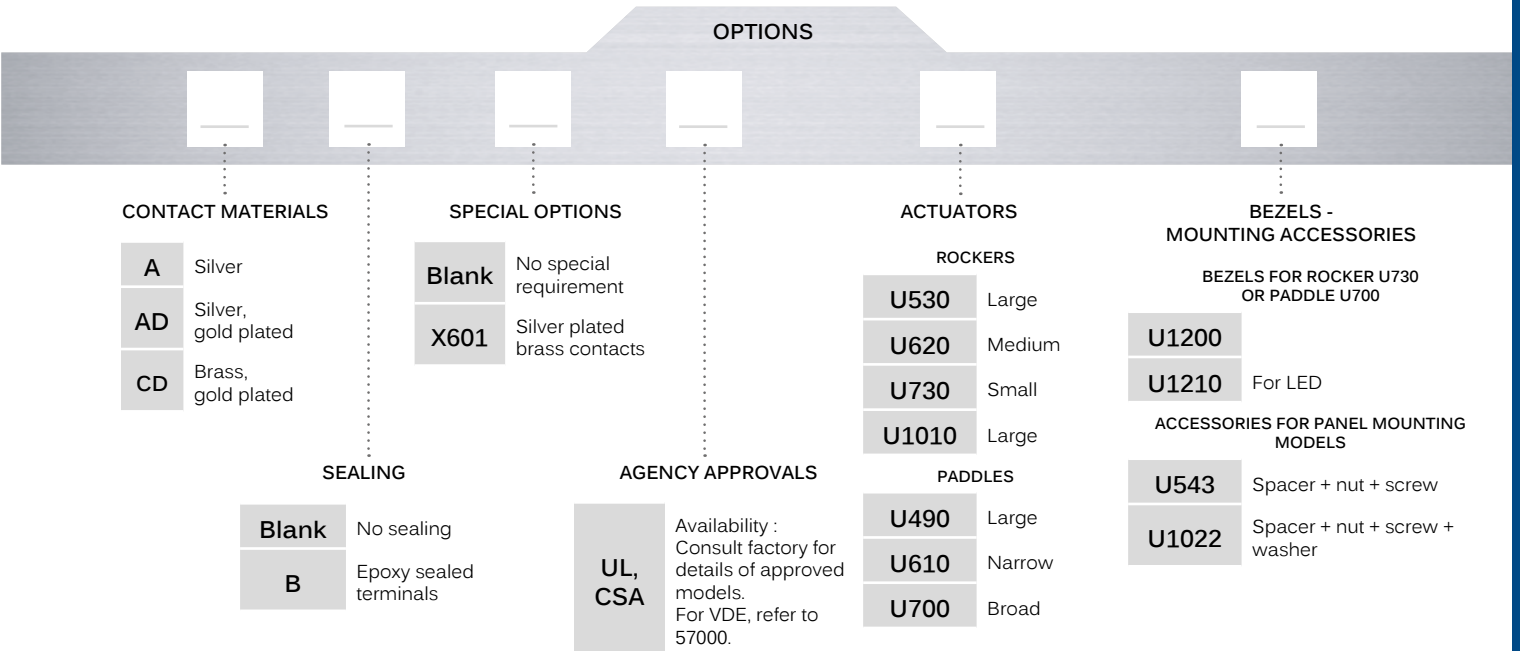 OPTIONS
CONTACT MATERIALS
A Silver
AD Silver,
gold plated
CD Brass,
gold plated
SEALING
Blank No sealing
B Epoxy sealed
terminals
SPECIAL OPTIONS
Blank No special
requirement
X601 Silver plated
brass contacts
AGENCY APPROVALS
UL,
CSA
Availability :
Consult factory for
details of approved
models.
For VDE, refer to
57000.
ACTUATORS
ROCKERS
U530 Large
U620 Medium
U730 Small
U1010 Large
PADDLES
U490 Large
U610 Narrow
U700 Broad
BEZELS -
MOUNTING ACCESSORIES
BEZELS FOR ROCKER U730
OR PADDLE U700
U1200
U1210 For LED
ACCESSORIES FOR PANEL MOUNTING
MODELS
U543 Spacer + nut + screw
U1022 Spacer + nut + screw +
washer